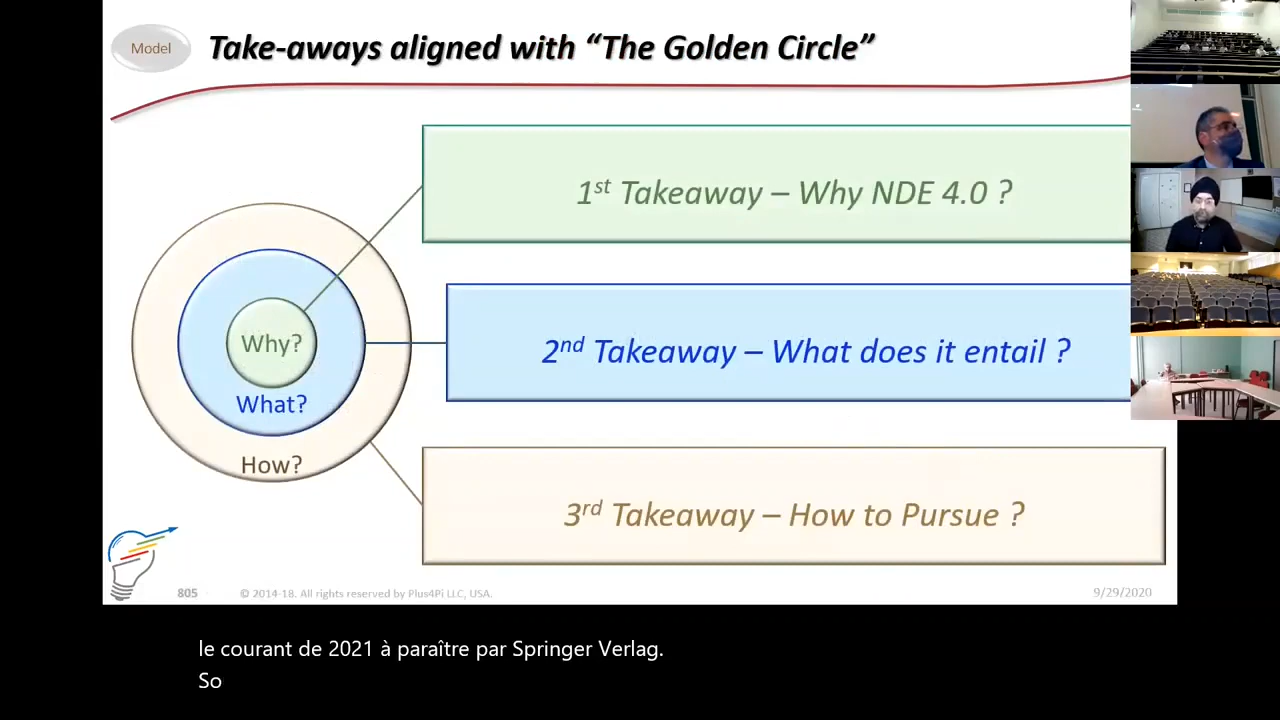 Model
Take-aways aligned with “The Golden Circle”
1st Takeaway – Why NDE 4.0 ?
Why?
2nd Takeaway – What does it entail ?
What?
How?
3rd Takeaway – How to Pursue ?
805
© 2014-18. All rights reserved by Plus4Pi LLC, USA.
9/29/2020
le courant de 2021 à paraître par Springer Verlag.
So